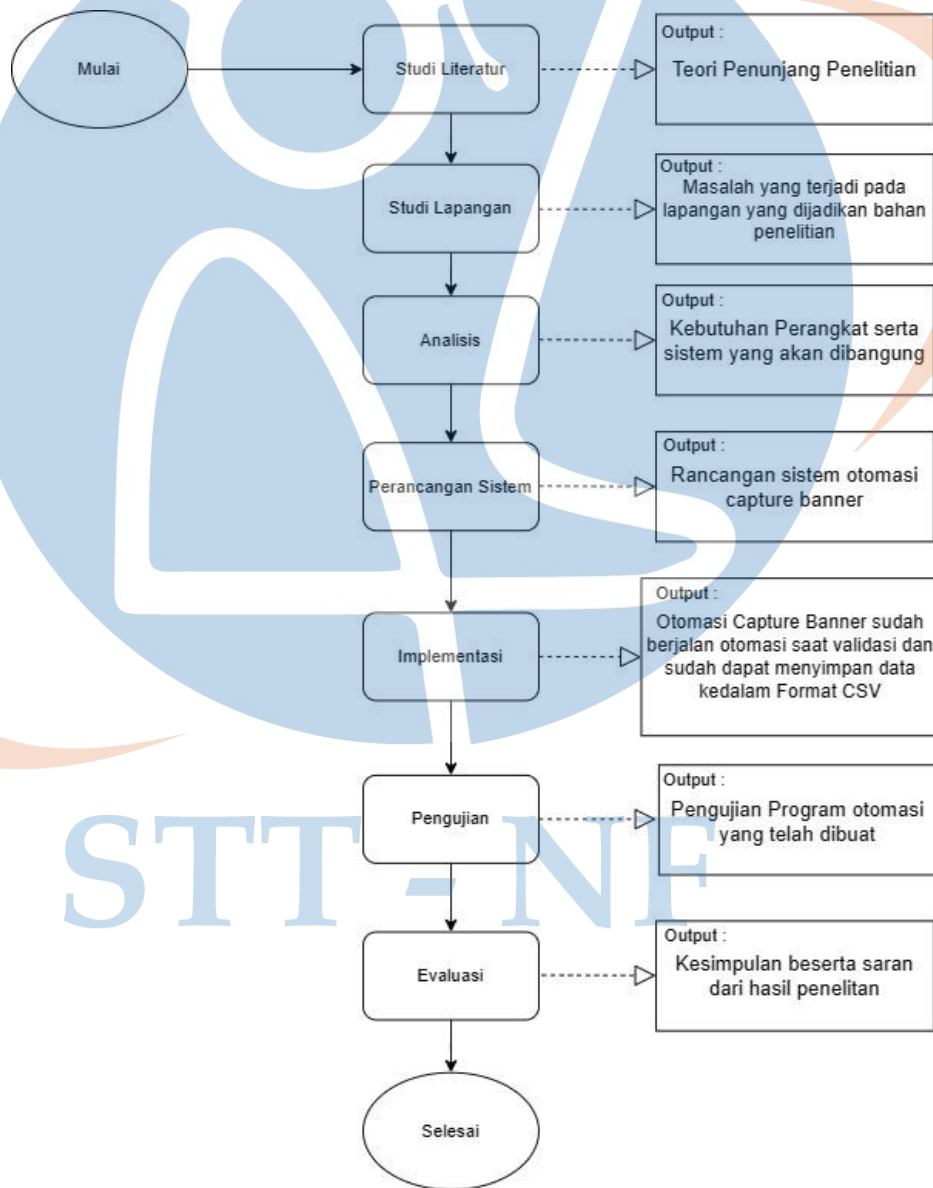 Mulai
Studi Literatur
Output :
Teori Penunjang Penelitian
Studi Lapangan
Output :
Masalah yang terjadi pada
lapangan yang dijadikan bahan
penelitian
Analisis
Output :
Kebutuhan Perangkat serta
sistem yang akan dibangung
Perancangan Sistem
Output :
Rancangan sistem otomasi
capture banner
Implementasi
Output :
Otomasi Capture Banner sudah
berjalan otomasi saat validasi dan
sudah dapat menyimpan data
kedalam Format CSV
Pengujian
Output :
Pengujian Program otomasi
yang telah dibuat
STT - NF
Evaluasi
Output :
Kesimpulan beserta saran
dari hasil penelitan
Selesai